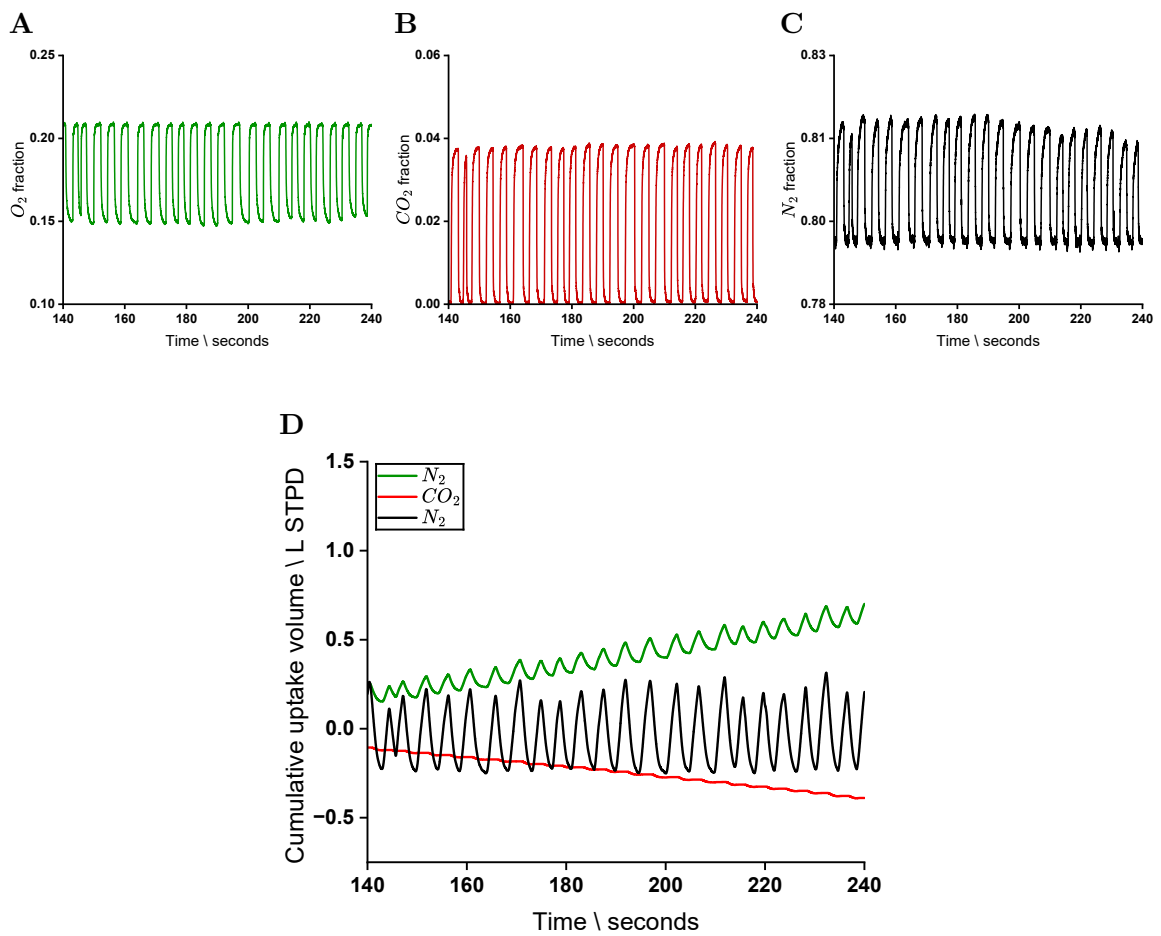 A
B
C
0.25
0.20
0.15
0.10
O2 fraction
140 160 180 200 220 240
Time \ seconds
0.06
0.04
0.02
0.00
CO2 fraction
140 160 180 200 220 240
Time \ seconds
0.83
0.81
0.80
0.78
N2 fraction
140 160 180 200 220 240
Time \ seconds
D
1.5
1.0
0.5
0.0
−0.5
Cumulative uptake volume \ L STPD
N2
CO2
N2
140 160 180 200 220 240
Time \ seconds